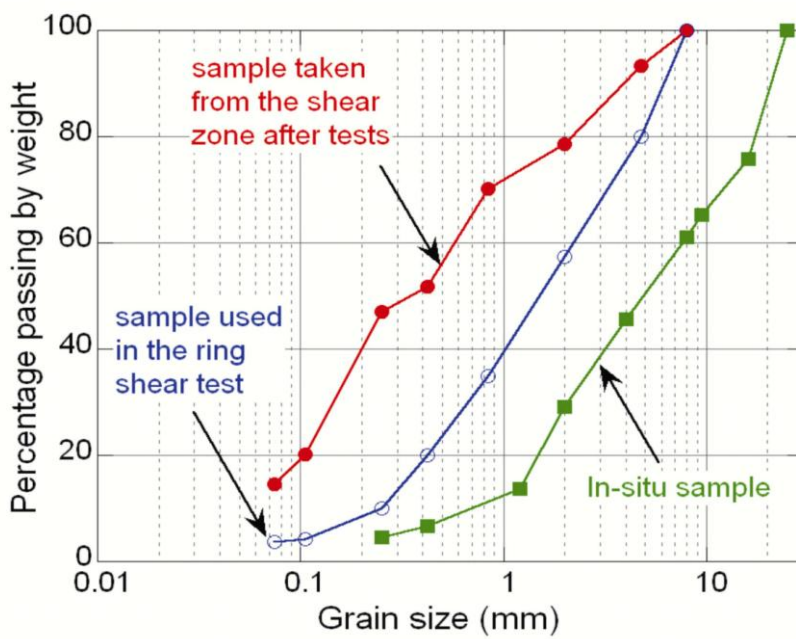 100
80
60
40
20
0
Percentage passing by weight
sample taken
from the shear
zone after tests
sample used
in the ring
shear test
In-situ sample
0.01
0.1
1
10
Grain size (mm)